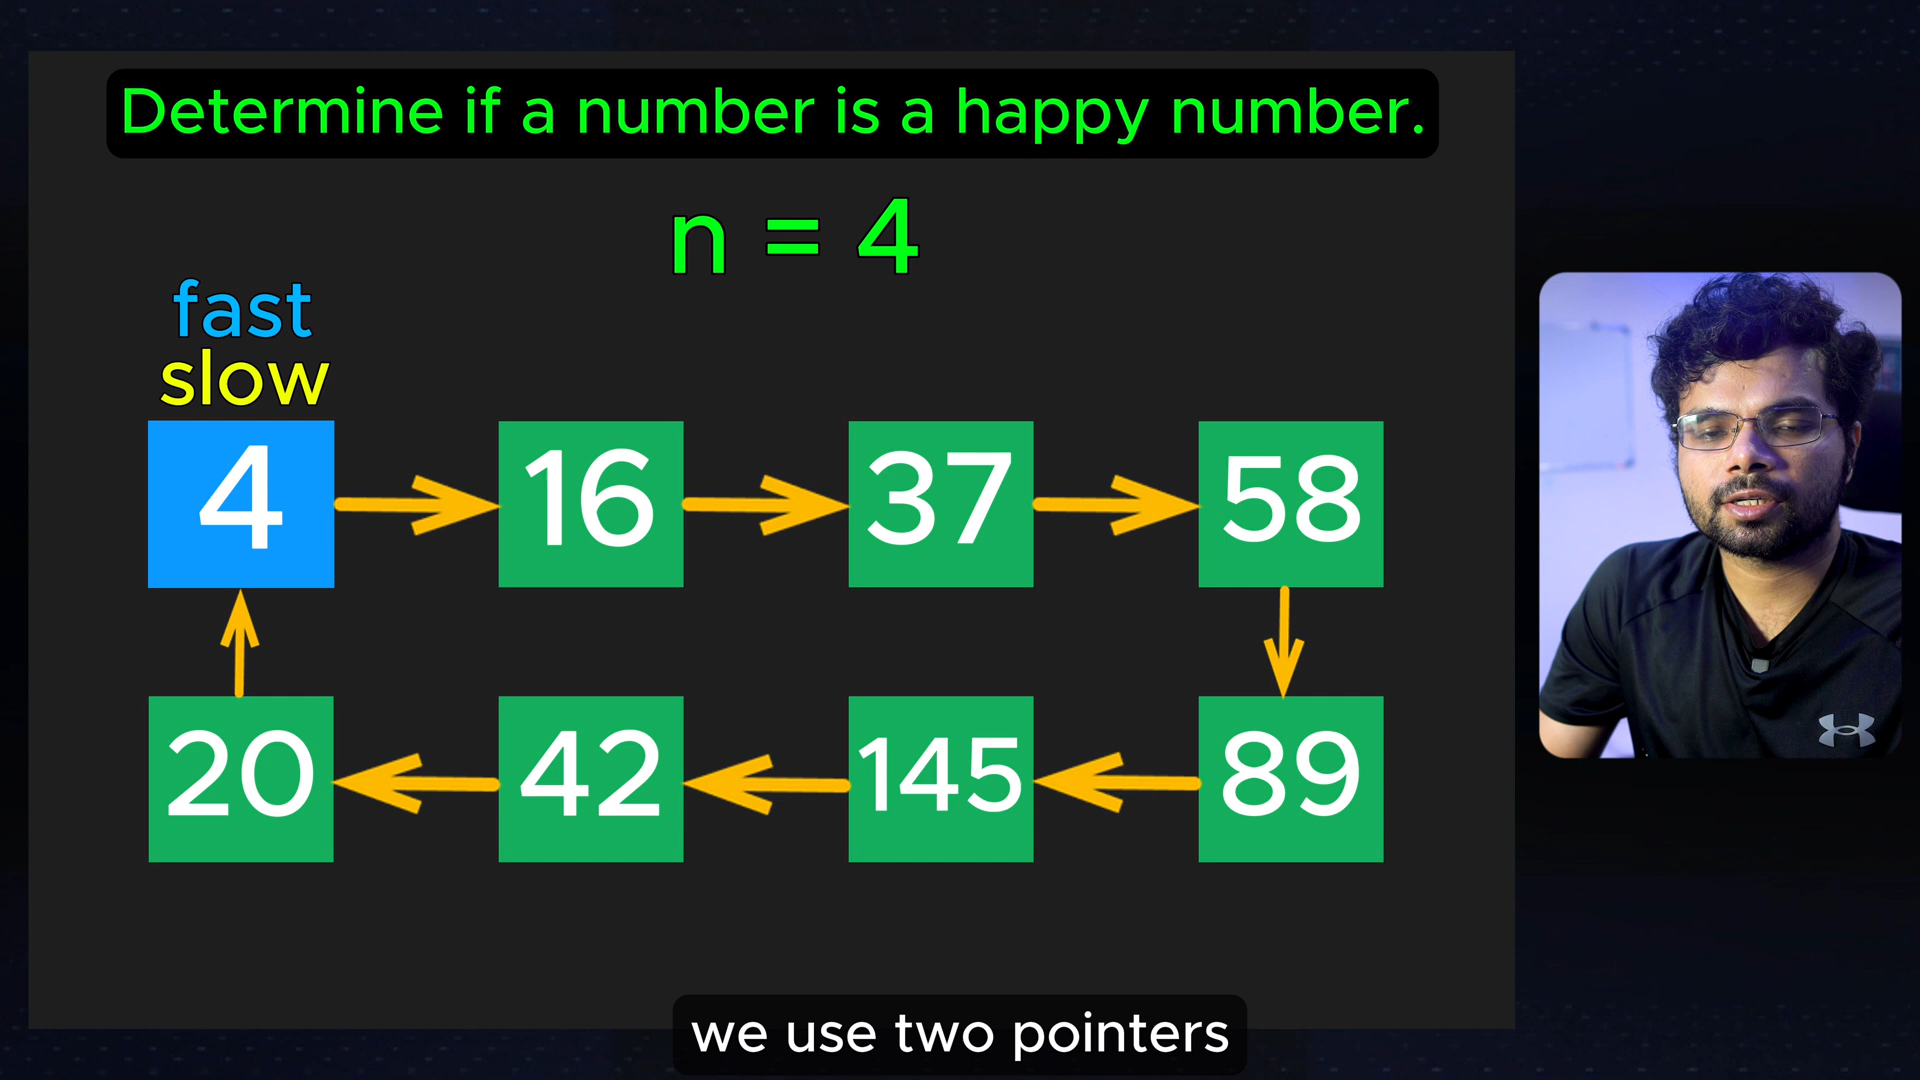 Determine if a number is a happy number.
n = 4
fast
slow
4 16 37 58
20 42 145 89
we use two pointers